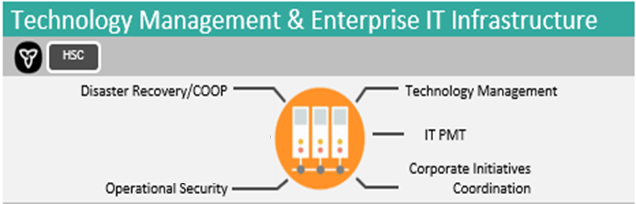 Technology Management & Enterprise IT Infrastructure
HSC
Disaster Recovery/COOP
Technology Management
IT PMT
Corporate Initiatives
Coordination
Operational Security